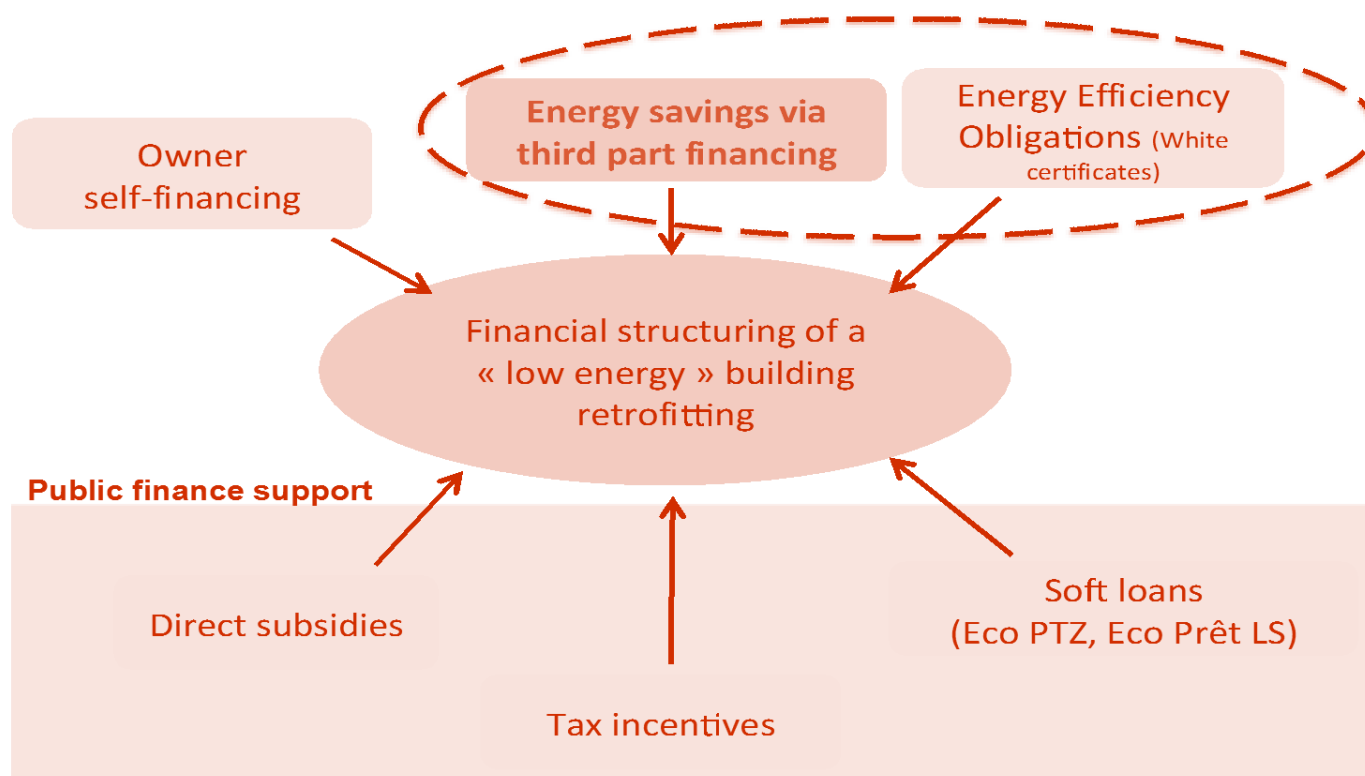 Energy savings via
third part financing
Energy Efficiency
Obligations (White
certificates)
Owner
self-financing
Financial structuring of a
« low energy » building
retrofitting
Public finance support
Direct subsidies
Tax incentives
Soft loans
(Eco PTZ, Eco Prêt LS)